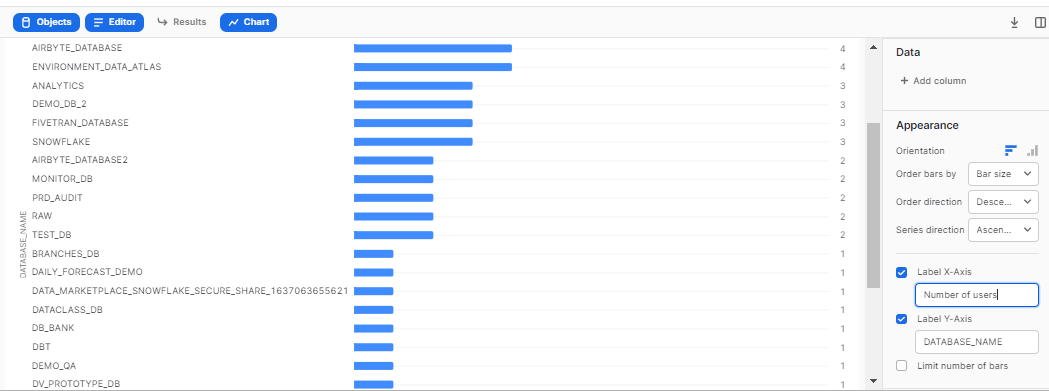 Objects Editor Results Chart
AIRBYTE_DATABASE 4
ENVIRONMENT_DATA_ATLAS 4
ANALYTICS 3
DEMO_DB_2 3
FIVETRAN_DATABASE 3
SNOWFLAKE 3
AIRBYTE_DATABASE2 2
MONITOR_DB 2
PRD_AUDIT 2
RAW 2
TEST_DB 2
BRANCHES_DB 1
DAILY_FORECAST_DEMO 1
DATA_MARKETPLACE_SNOWFLAKE_SECURE_SHARE_1637063655621 1
DATACLASS_DB 1
DB_BANK 1
DBT 1
DEMO_QA 1
DV_PROTOTYPE_DB 1
DATABASE_NAME
Data
+ Add column
Appearance
Orientation
Order bars by Bar size
Order direction Desce...
Series direction Ascen...
Label X-Axis
Number of users
Label Y-Axis
DATABASE_NAME
Limit number of bars